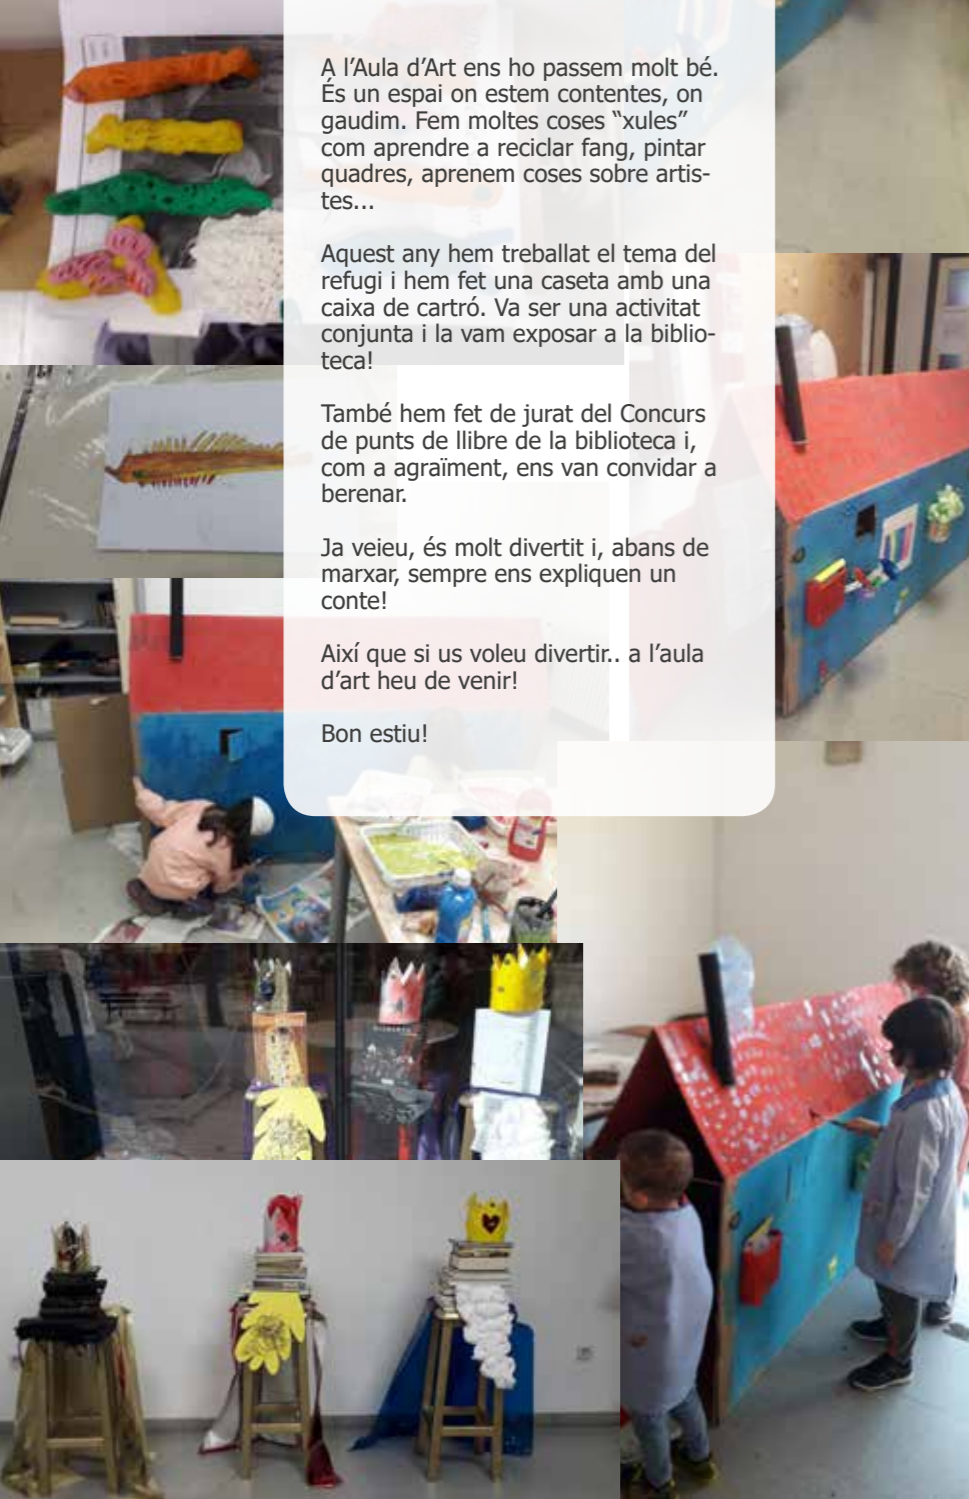 A l’Aula d’Art ens ho passem molt bé.
És un espai on estem contentes, on
gaudim. Fem moltes coses “xules”
com aprendre a reciclar fang, pintar
quadres, aprenem coses sobre artis-
tes...
Aquest any hem treballat el tema del
refugi i hem fet una caseta amb una
caixa de cartró. Va ser una activitat
conjunta i la vam exposar a la biblio-
teca!
També hem fet de jurat del Concurs
de punts de llibre de la biblioteca i,
com a agraïment, ens van convidar a
berenar.
Ja veieu, és molt divertit i, abans de
marxar, sempre ens expliquen un
conte!
Així que si us voleu divertir.. a l’aula
d’art heu de venir!
Bon estiu!